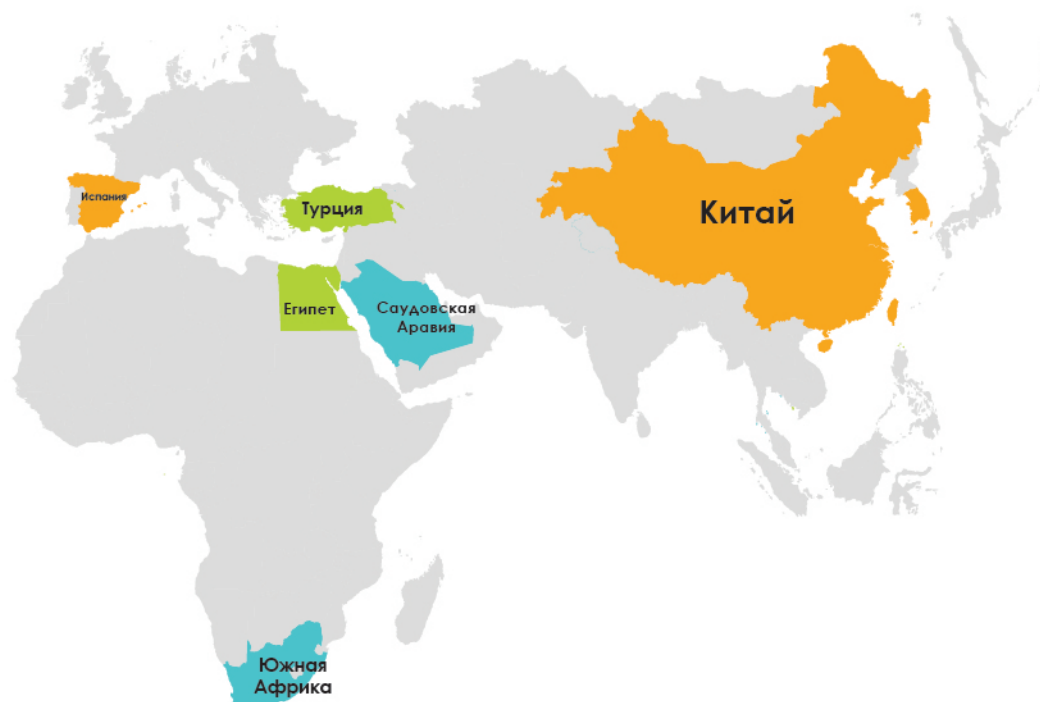 Испания
Турция
Китай
Египет
Саудовская
Аравия
Южная
Африка